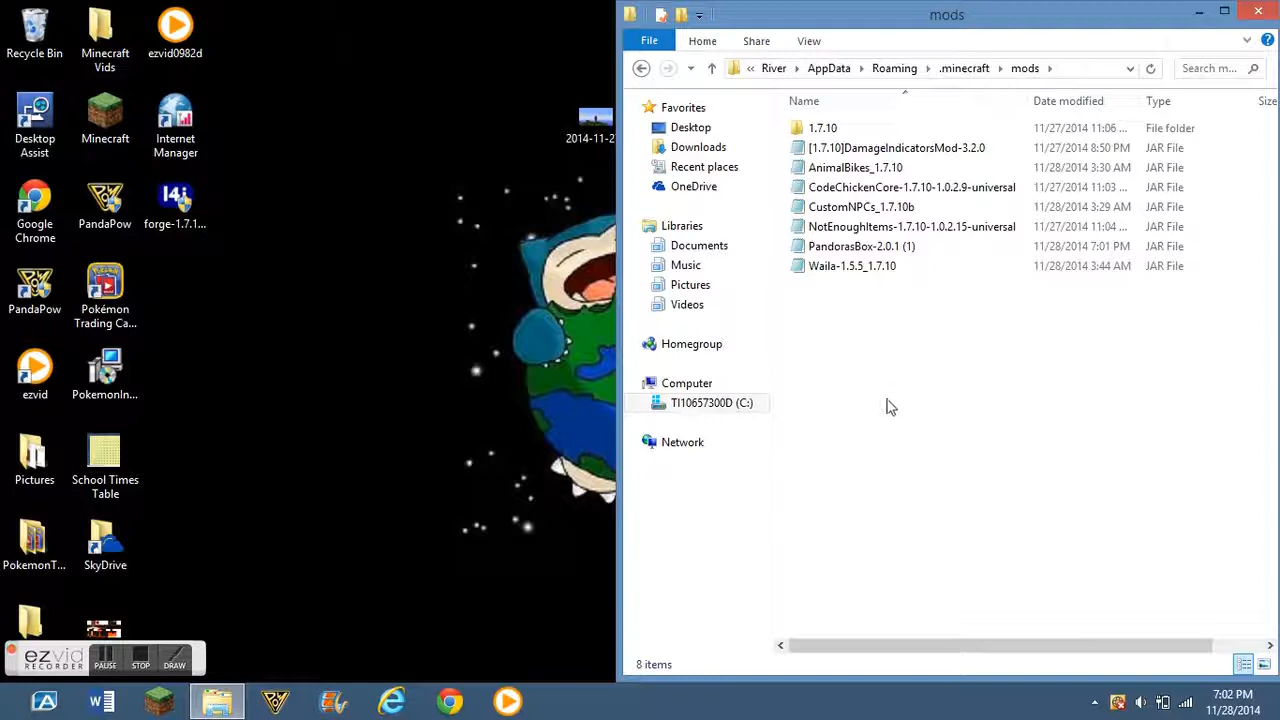 Recycle Bin
Minecraft
Vids
ezvid0982d
Desktop
Assist
Minecraft
Internet
Manager
Google
Chrome
PandaPow
forge-1.7.1...
PandaPow
Pokémon
Trading Ca...
ezvid
PokemonIn...
Pictures
School Times
Table
PokemonT...
SkyDrive
2014-11-2
ezvid
RECORDER
PAUSE
STOP
DRAW
mods
File
Home
Share
View
« River ▸ AppData ▸ Roaming ▸ .minecraft ▸ mods ▸
Search m...
Favorites
Desktop
Downloads
Recent places
OneDrive
Libraries
Documents
Music
Pictures
Videos
Homegroup
Computer
TI10657300D (C:)
Network
Name Date modified Type Size
1.7.10 11/27/2014 11:06 ... File folder
[1.7.10]DamageIndicatorsMod-3.2.0 11/27/2014 8:50 PM JAR File
AnimalBikes_1.7.10 11/28/2014 3:30 AM JAR File
CodeChickenCore-1.7.10-1.0.2.9-universal 11/27/2014 11:03 ... JAR File
CustomNPCs_1.7.10b 11/28/2014 3:29 AM JAR File
NotEnoughItems-1.7.10-1.0.2.15-universal 11/27/2014 11:04 ... JAR File
PandorasBox-2.0.1 (1) 11/28/2014 7:01 PM JAR File
Waila-1.5.5_1.7.10 11/28/2014 3:44 AM JAR File
8 items
7:02 PM
11/28/2014